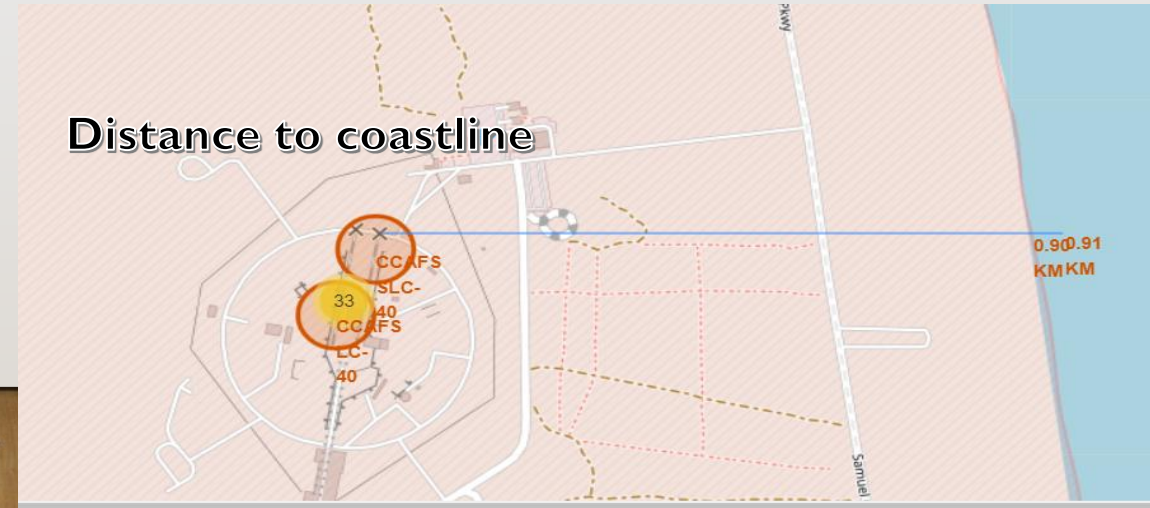 Pkwy
Distance to coastline
0.90 0.91
KM KM
CCAFS
SLC-
40
33
CCAFS
LC-
40
Samuel